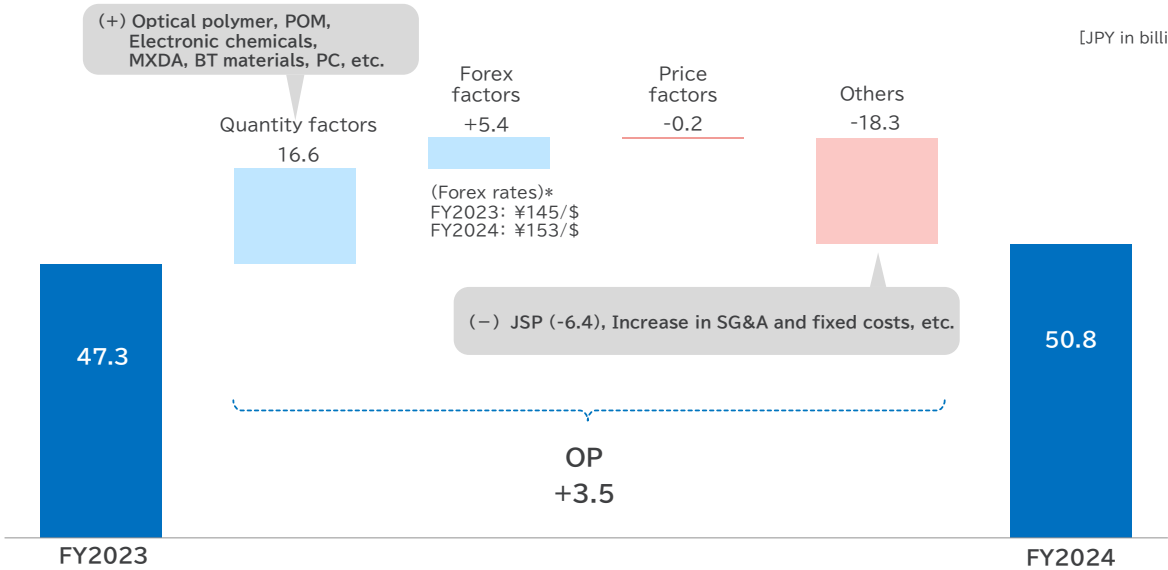 (+) Optical polymer, POM,
Electronic chemicals,
MXDA, BT materials, PC, etc.
[JPY in billi
Quantity factors
16.6
Forex
factors
+5.4
Price
factors
-0.2
Others
-18.3
(Forex rates)*
FY2023: ¥145/$
FY2024: ¥153/$
(−) JSP (-6.4), Increase in SG&A and fixed costs, etc.
47.3
50.8
OP
+3.5
FY2023
FY2024